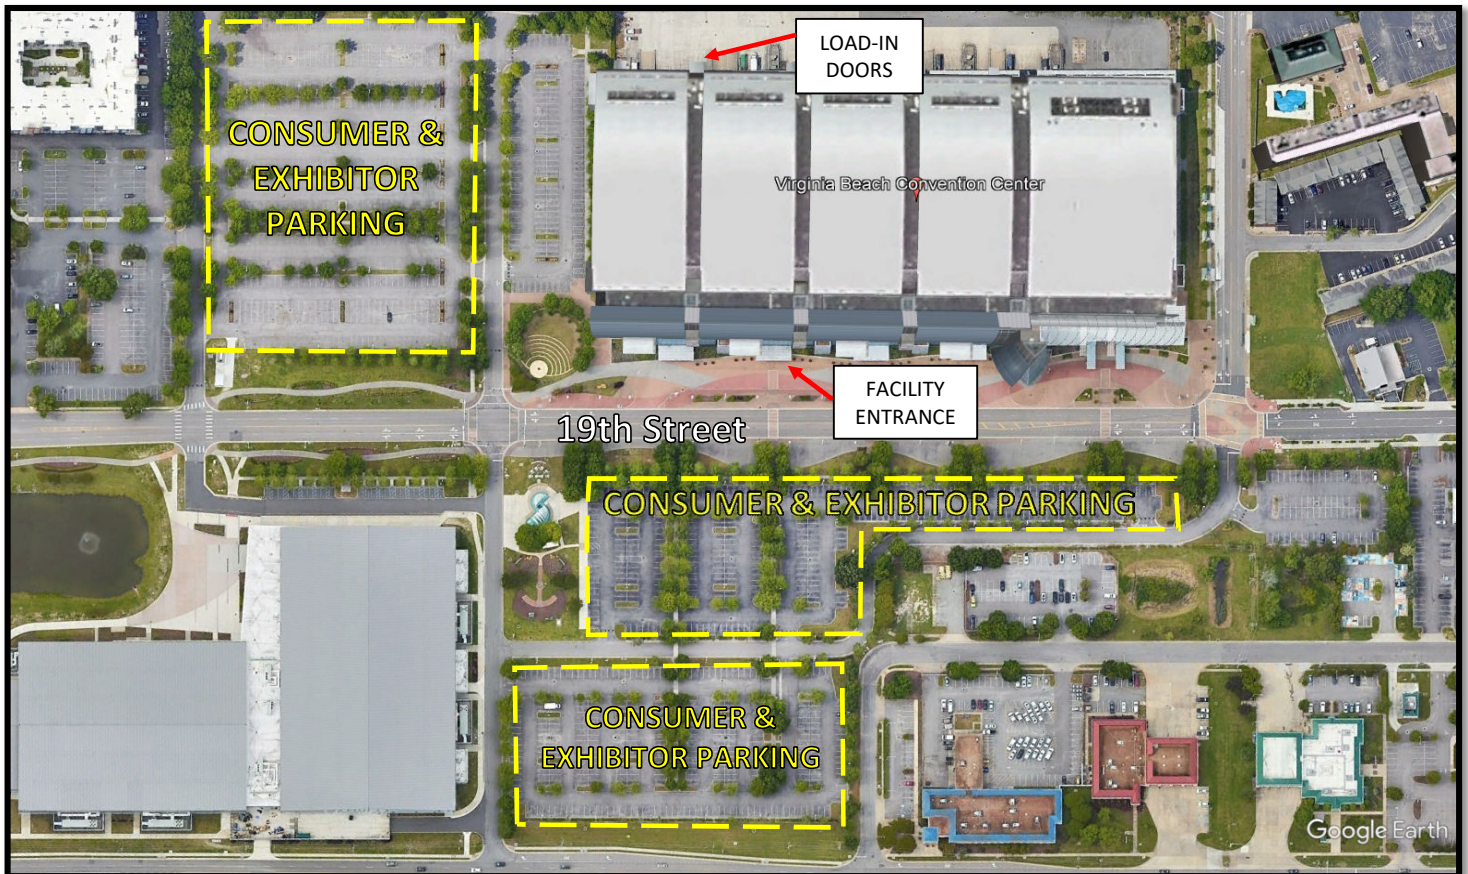 LOAD-IN
DOORS
CONSUMER &
EXHIBITOR
PARKING
Virginia Beach Convention Center
FACILITY
ENTRANCE
19th Street
CONSUMER & EXHIBITOR PARKING
CONSUMER &
EXHIBITOR PARKING
Google Earth